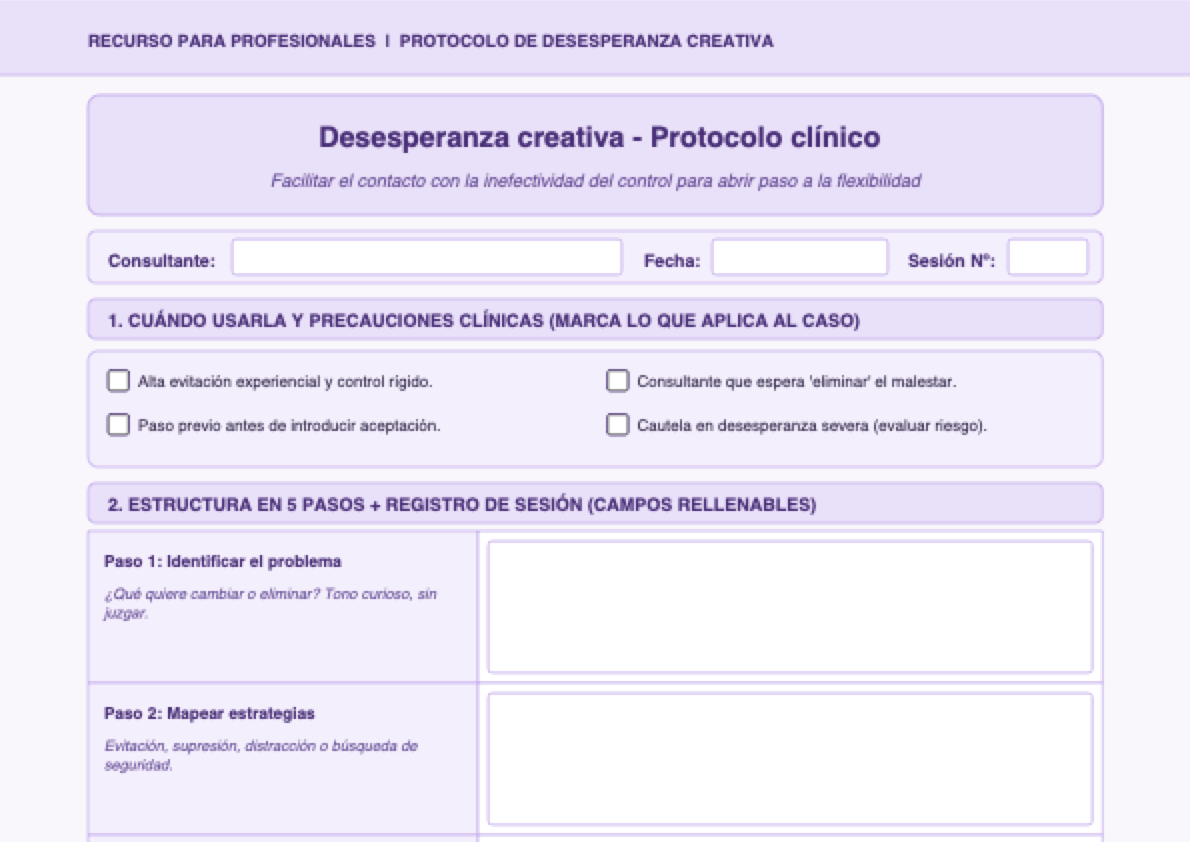 RECURSO PARA PROFESIONALES | PROTOCOLO DE DESESPERANZA CREATIVA
Desesperanza creativa - Protocolo clínico
Facilitar el contacto con la inefectividad del control para abrir paso a la flexibilidad
Consultante: Fecha: Sesión Nº:
1. CUÁNDO USARLA Y PRECAUCIONES CLÍNICAS (MARCA LO QUE APLICA AL CASO)
Alta evitación experiencial y control rígido. Consultante que espera 'eliminar' el malestar.
Paso previo antes de introducir aceptación. Cautela en desesperanza severa (evaluar riesgo).
2. ESTRUCTURA EN 5 PASOS + REGISTRO DE SESIÓN (CAMPOS RELLENABLES)
Paso 1: Identificar el problema
¿Qué quiere cambiar o eliminar? Tono curioso, sin
juzgar.
Paso 2: Mapear estrategias
Evitación, supresión, distracción o búsqueda de
seguridad.